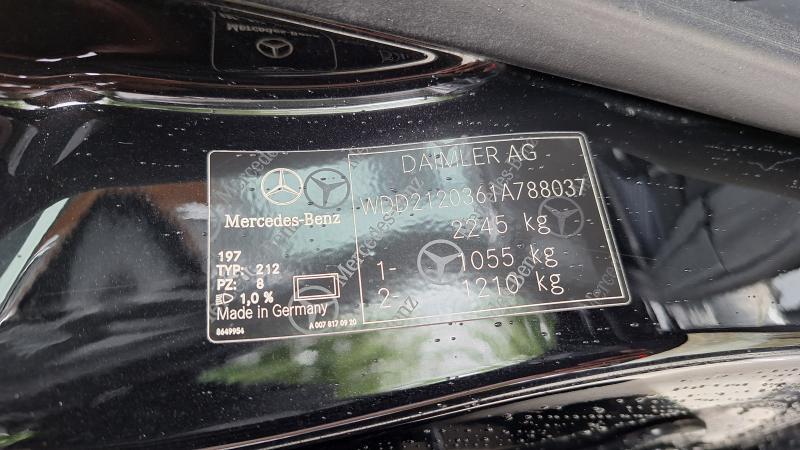 Mercedes-Benz
197
TYP: 212
PZ: 8
1,0 %
Made in Germany
8649954
A 007 817 09 20
DAIMLER AG
WDD2120361A788037
2245 kg
1- 1055 kg
2- 1210 kg